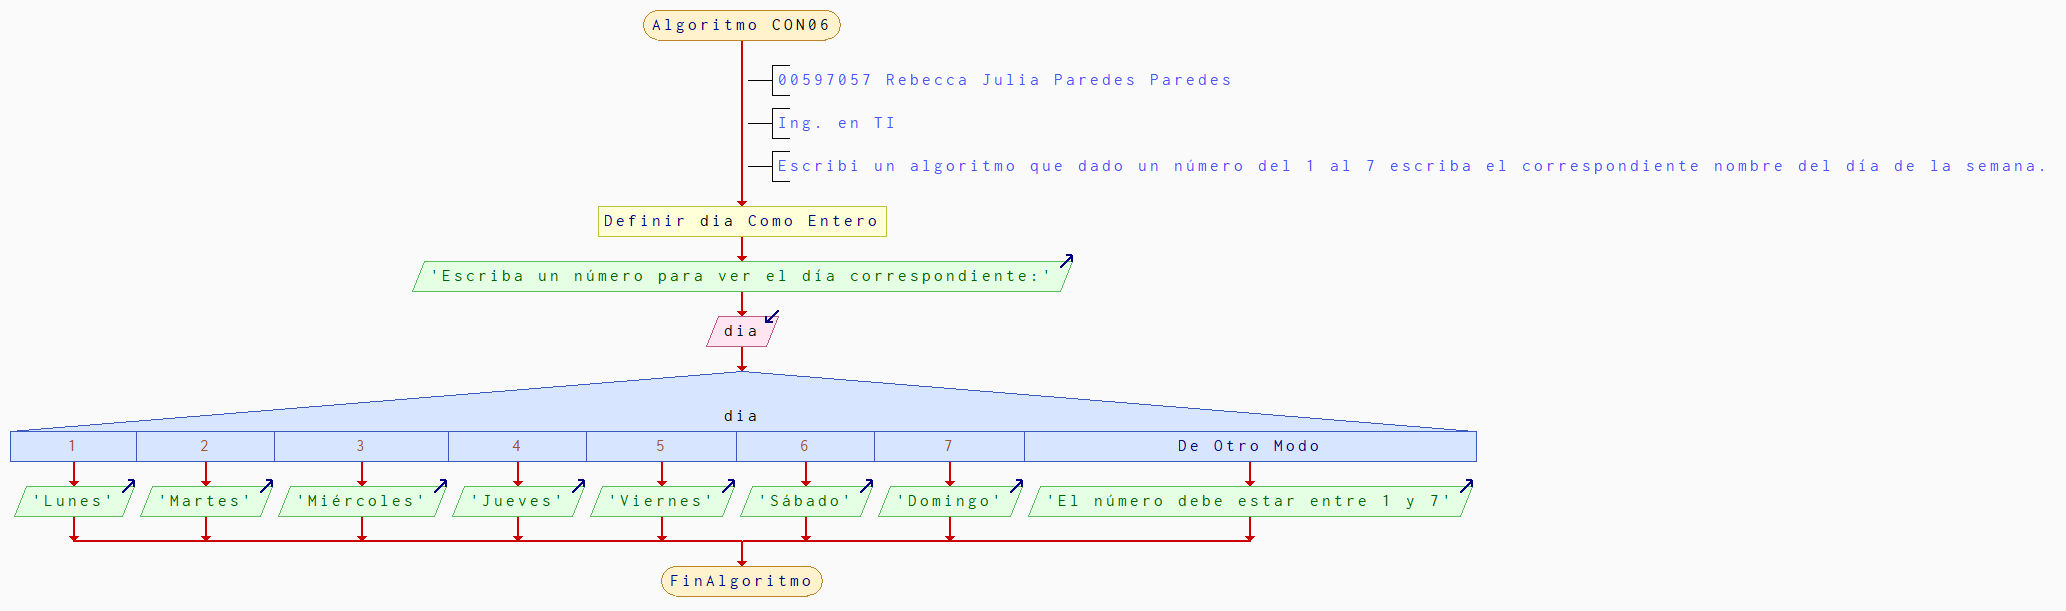 Algoritmo CON06
00597057 Rebecca Julia Paredes Paredes
Ing. en TI
Escribi un algoritmo que dado un número del 1 al 7 escriba el correspondiente nombre del día de la semana.
Definir dia Como Entero
'Escriba un número para ver el día correspondiente:'
dia
dia
1 2 3 4 5 6 7 De Otro Modo
'Lunes' 'Martes' 'Miércoles' 'Jueves' 'Viernes' 'Sábado' 'Domingo' 'El número debe estar entre 1 y 7'
FinAlgoritmo